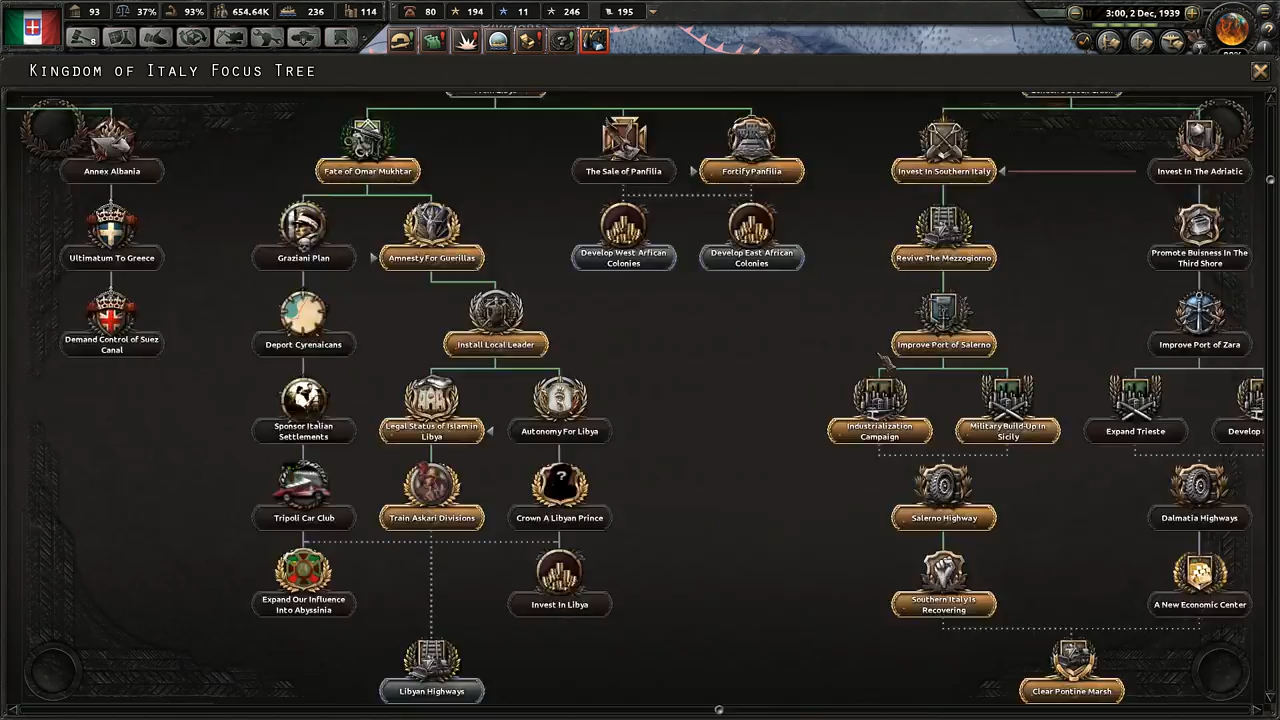 93 37% 93% 654.64K 236 114 80 194 11 246 195
3:00, 2 Dec, 1939
8
Kingdom of Italy Focus Tree
Annex Albania
Fate of Omar Mukhtar
The Sale of Panfilia
Fortify Panfilia
Invest In Southern Italy
Invest In The Adriatic
Ultimatum To Greece
Graziani Plan
Amnesty For Guerillas
Develop West African
Colonies
Develop East African
Colonies
Revive The Mezzogiorno
Promote Buisness In The
Third Shore
Demand Control of Suez
Canal
Deport Cyrenaicans
Install Local Leader
Improve Port of Salerno
Improve Port of Zara
Sponsor Italian
Settlements
Legal Status of Islam in
Libya
Autonomy For Libya
Industrialization
Campaign
Military Build-Up In
Sicily
Expand Trieste
Develop
Tripoli Car Club
Train Askari Divisions
?
Crown A Libyan Prince
Salerno Highway
Dalmatia Highways
Expand Our Influence
Into Abyssinia
Invest In Libya
Southern Italy Is
Recovering
A New Economic Center
Libyan Highways
Clear Pontine Marsh